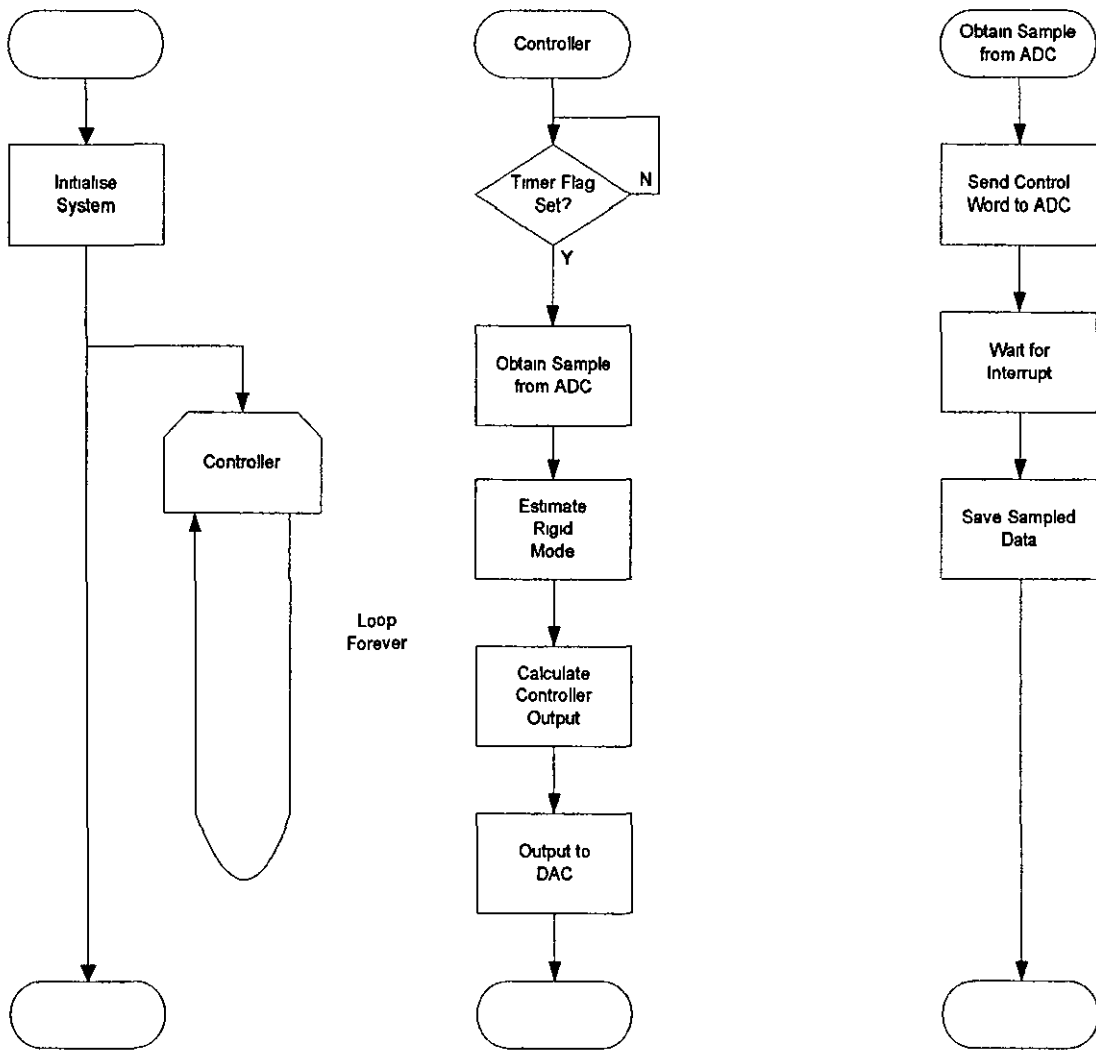 Initialise
System
Controller
Loop
Forever
Controller
Timer Flag
Set?
N
Y
Obtain Sample
from ADC
Estimate
Rigid
Mode
Calculate
Controller
Output
Output to
DAC
Obtain Sample
from ADC
Send Control
Word to ADC
Wait for
Interrupt
Save Sampled
Data